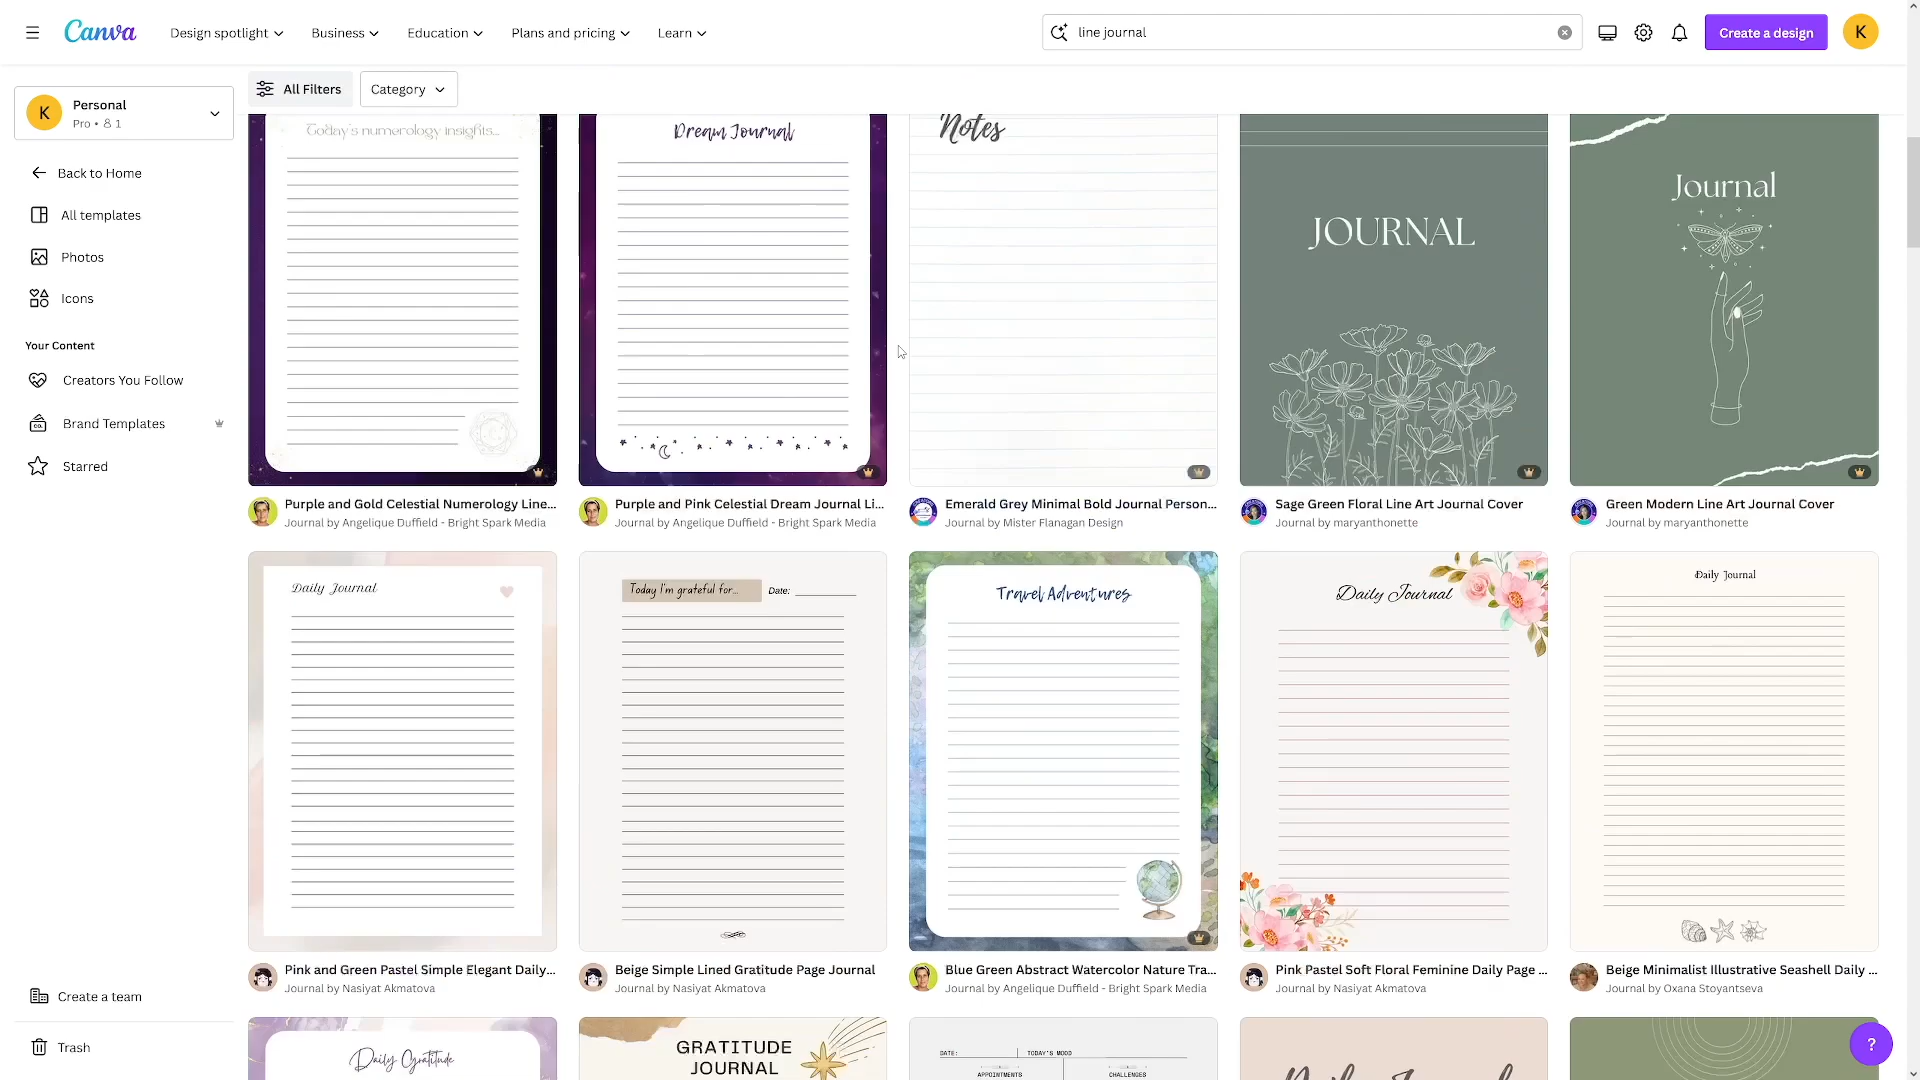 Canva
Design spotlight
Business
Education
Plans and pricing
Learn
line journal
Create a design
K
All Filters
Category
K
Personal
Pro • 1
Back to Home
All templates
Photos
Icons
Your Content
Creators You Follow
Brand Templates
Starred
Create a team
Trash
Today's numerology insights...
Dream Journal
Notes
JOURNAL
Journal
Purple and Gold Celestial Numerology Line...
Journal by Angelique Duffield - Bright Spark Media
Purple and Pink Celestial Dream Journal Li...
Journal by Angelique Duffield - Bright Spark Media
Emerald Grey Minimal Bold Journal Person...
Journal by Mister Flanagan Design
Sage Green Floral Line Art Journal Cover
Journal by maryanthonette
Green Modern Line Art Journal Cover
Journal by maryanthonette
Daily Journal
Today I'm grateful for...
Date:
Travel Adventures
Daily Journal
Daily Journal
Pink and Green Pastel Simple Elegant Daily...
Journal by Nasiyat Akmatova
Beige Simple Lined Gratitude Page Journal
Journal by Nasiyat Akmatova
Blue Green Abstract Watercolor Nature Tra...
Journal by Angelique Duffield - Bright Spark Media
Pink Pastel Soft Floral Feminine Daily Page ...
Journal by Nasiyat Akmatova
Beige Minimalist Illustrative Seashell Daily ...
Journal by Oxana Stoyantseva
Daily Gratitude
GRATITUDE
JOURNAL
DATE:
TODAY'S MOOD
APPOINTMENTS
CHALLENGES
?